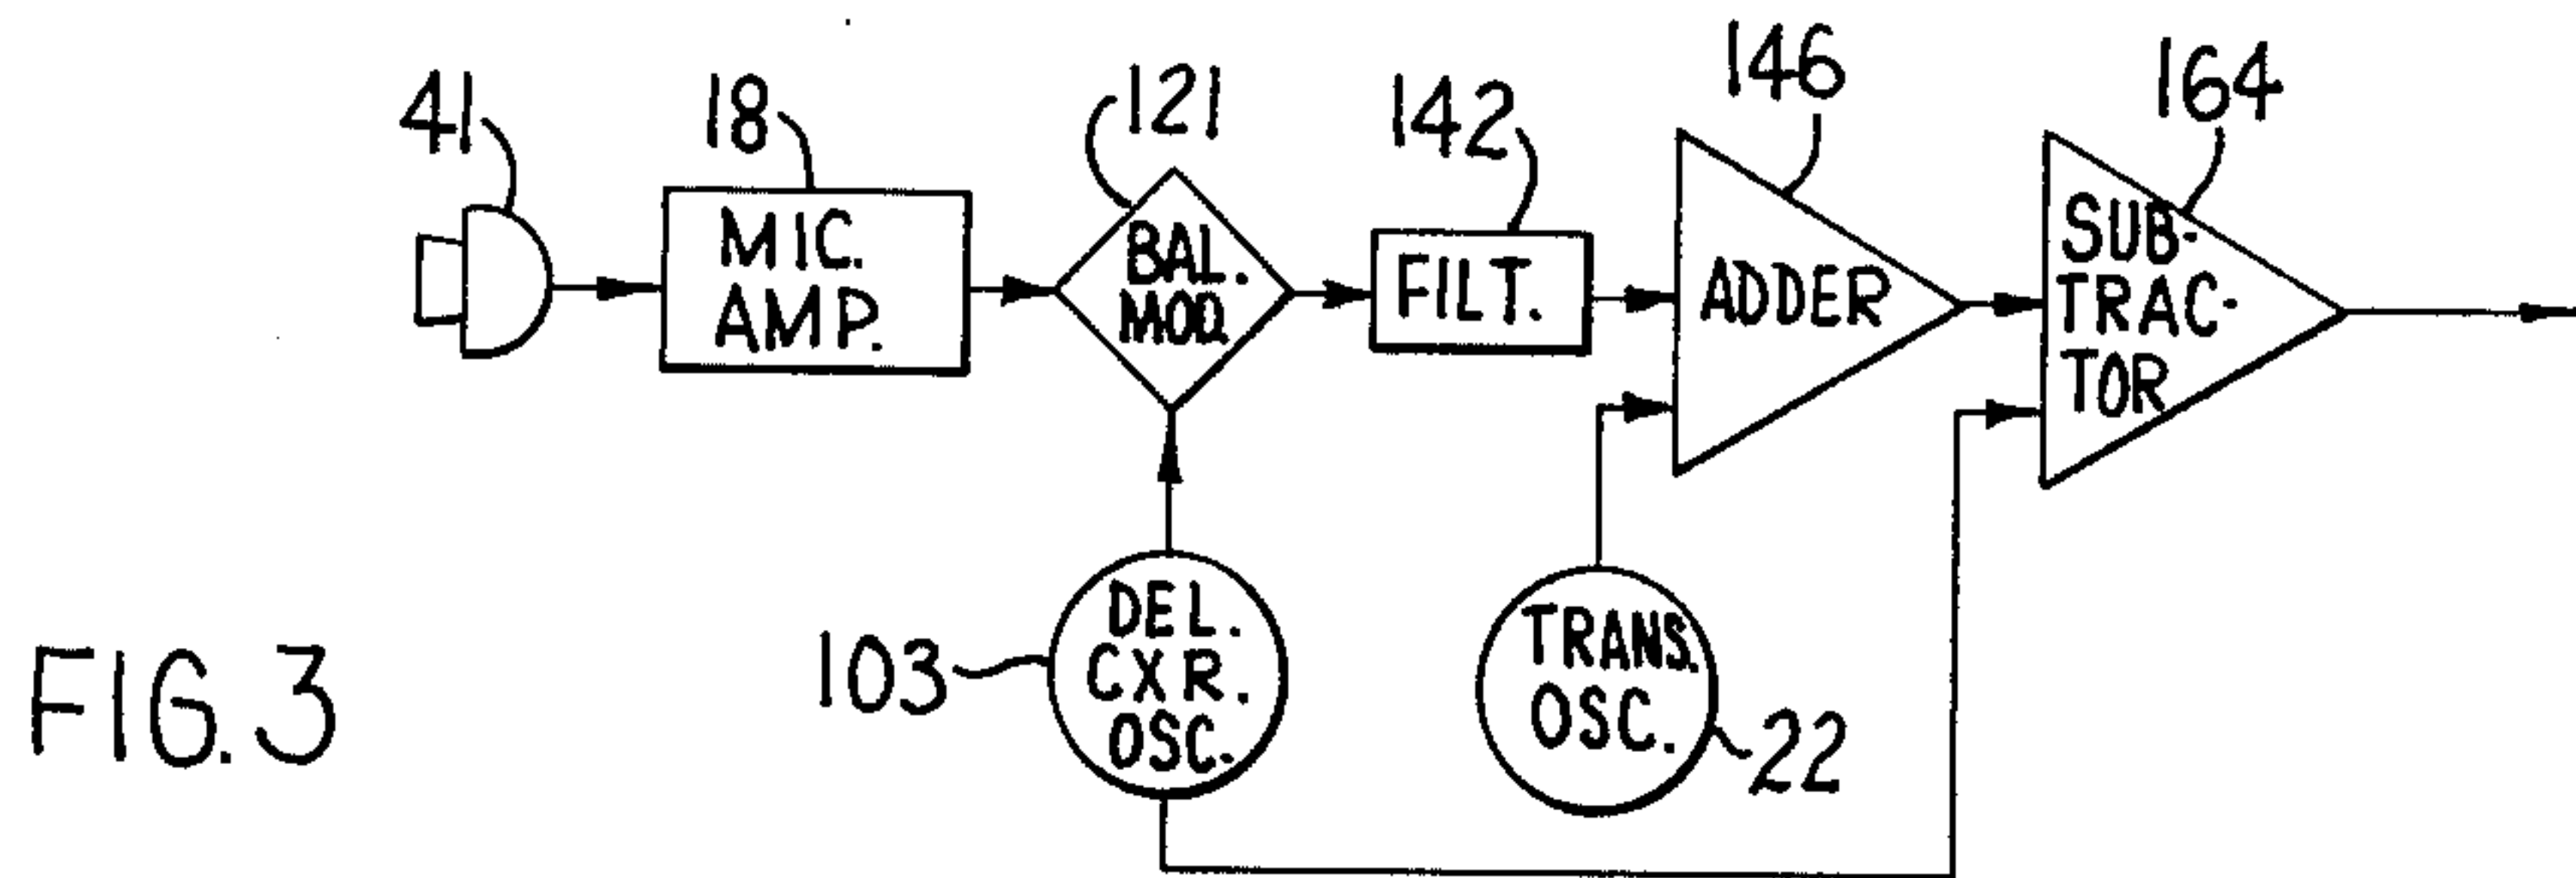 41
18
121
142
146
164
MIC.
AMP.
BAL.
MOD.
FILT.
ADDER
SUB-
TRAC-
TOR
DEL.
CXR.
OSC.
103
TRANS.
OSC.
22
FIG. 3